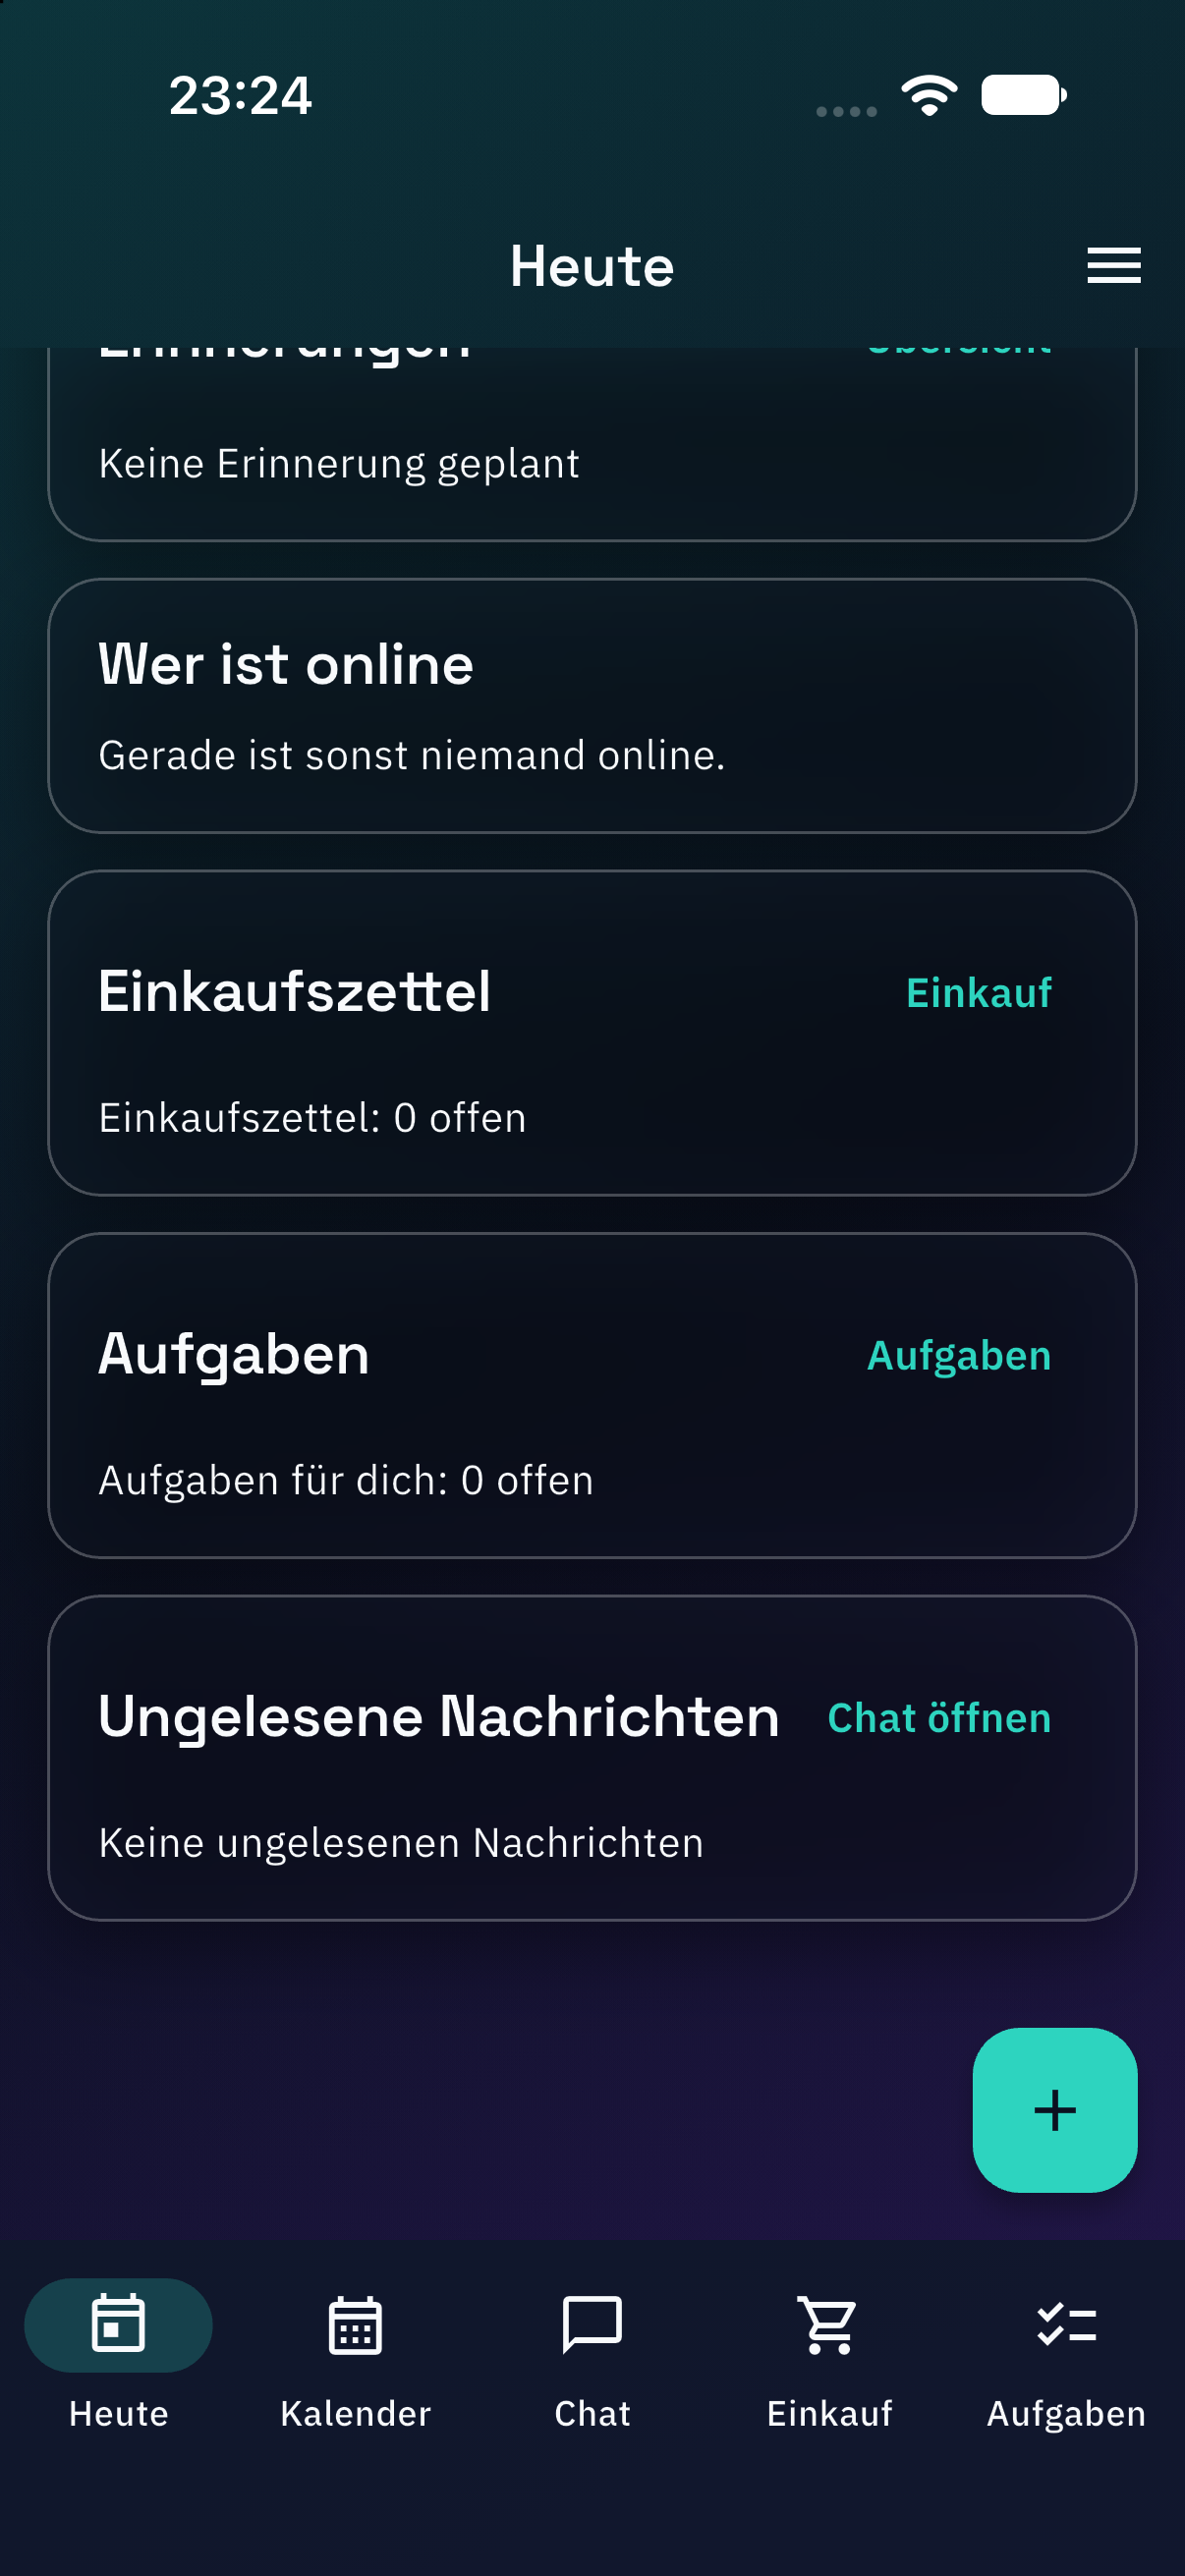 23:24
Heute
Erinnerungen Übersicht
Keine Erinnerung geplant
Wer ist online
Gerade ist sonst niemand online.
Einkaufszettel Einkauf
Einkaufszettel: 0 offen
Aufgaben Aufgaben
Aufgaben für dich: 0 offen
Ungelesene Nachrichten Chat öffnen
Keine ungelesenen Nachrichten
Heute Kalender Chat Einkauf Aufgaben